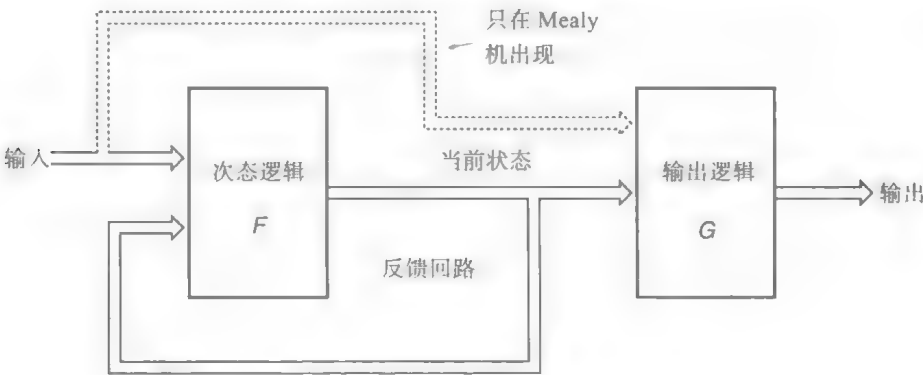 只在 Mealy
机出现
输入
次态逻辑
F
当前状态
输出逻辑
G
输出
反馈回路